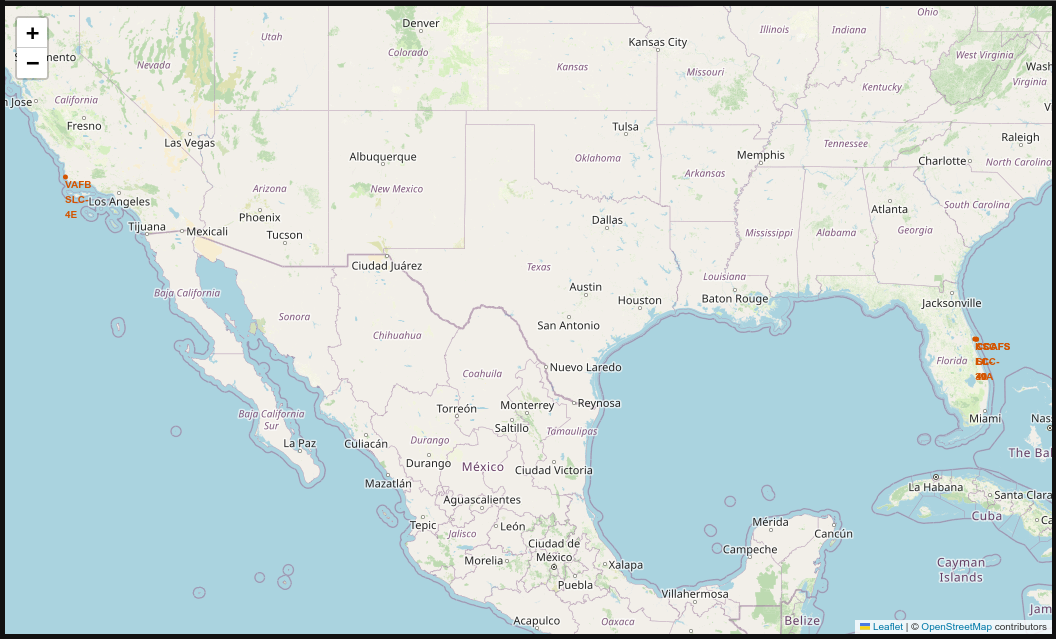 +
−
Denver
Ohio
Utah
Illinois
Indiana
Kansas City
Colorado
West Virginia
Nevada
Kansas
Missouri
Wash
Virginia
Kentucky
n Jose
California
V
Fresno
Tulsa
Raleigh
Las Vegas
Tennessee
Albuquerque
Oklahoma
Memphis
Charlotte
North Carolina
Arkansas
VAFB
SLC-
4E
Arizona
New Mexico
Los Angeles
South Carolina
Atlanta
Phoenix
Dallas
Tijuana
Mexicali
Tucson
Mississippi
Alabama
Georgia
Ciudad Juárez
Texas
Louisiana
Baja California
Austin
Houston
Baton Rouge
Jacksonville
Sonora
San Antonio
Chihuahua
Florida
Nuevo Laredo
Coahuila
Reynosa
Torreón
Monterrey
Baja California
Sur
Saltillo
Tamaulipas
Miami
Nas
La Paz
Culiacán
Durango
The Ba
Durango
México
Ciudad Victoria
Mazatlán
La Habana
Santa Clara
Aguascalientes
Cuba
Ca
Tepic
León
Mérida
Jalisco
Cancún
Ciudad de
México
Campeche
Morelia
Xalapa
Cayman
Islands
Puebla
Villahermosa
Jam
Acapulco
Oaxaca
Belize
Leaflet | © OpenStreetMap contributors